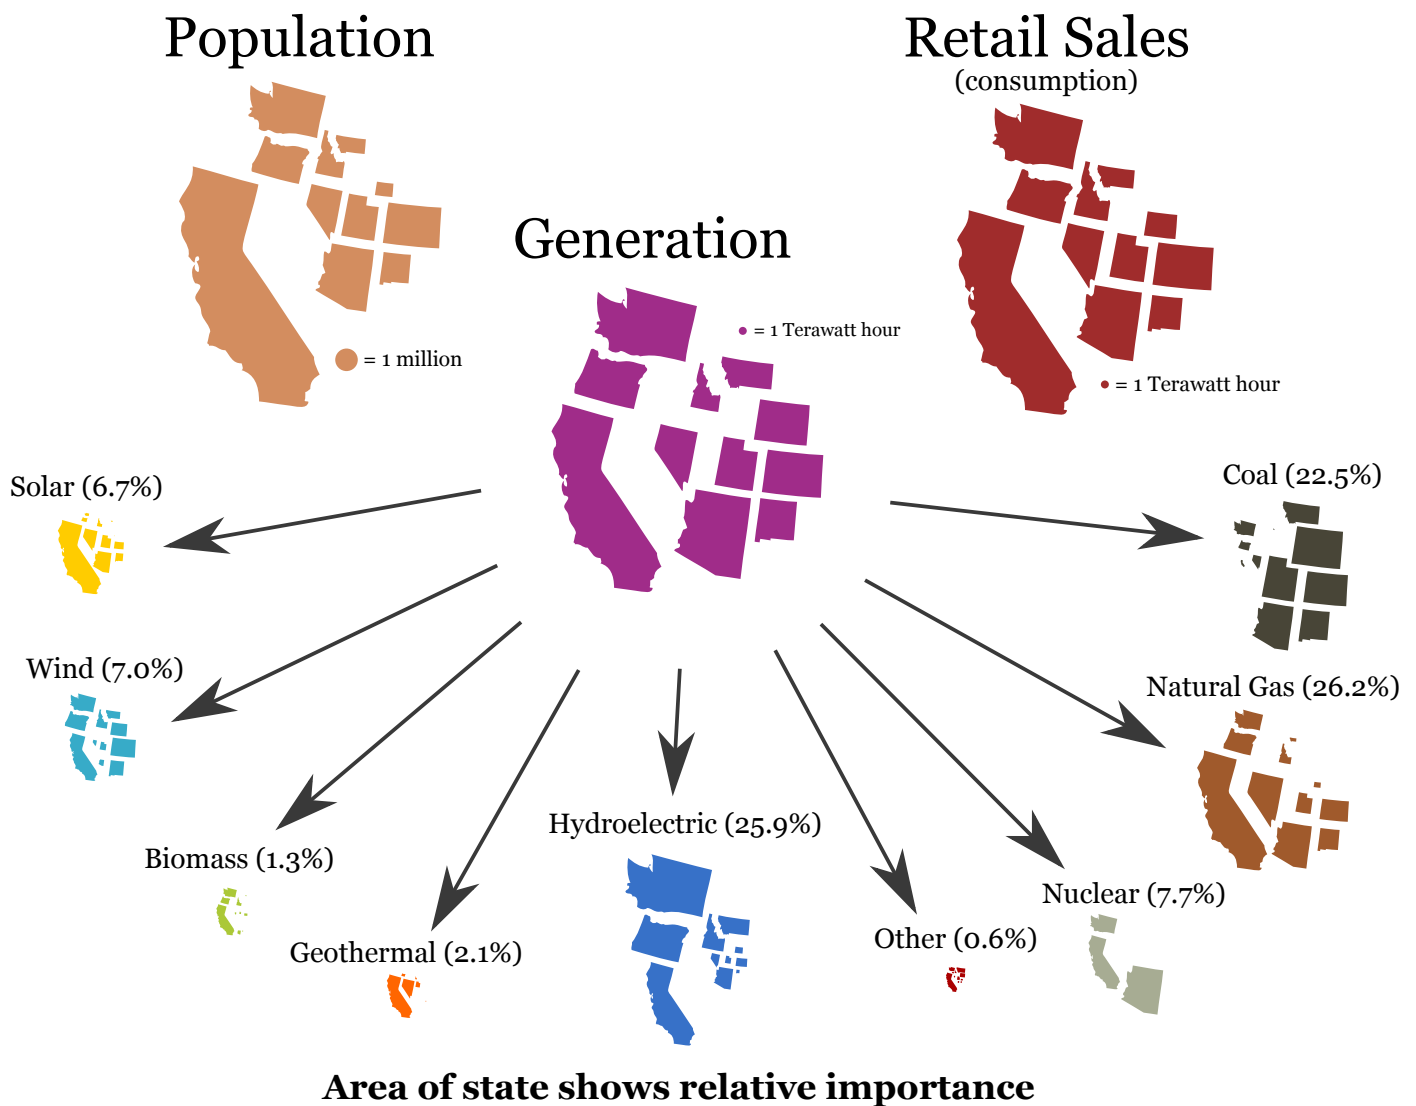 Population
Retail Sales
(consumption)
= 1 million
Generation
= 1 Terawatt hour
= 1 Terawatt hour
Solar (6.7%)
Coal (22.5%)
Wind (7.0%)
Natural Gas (26.2%)
Biomass (1.3%)
Hydroelectric (25.9%)
Nuclear (7.7%)
Geothermal (2.1%)
Other (0.6%)
Area of state shows relative importance